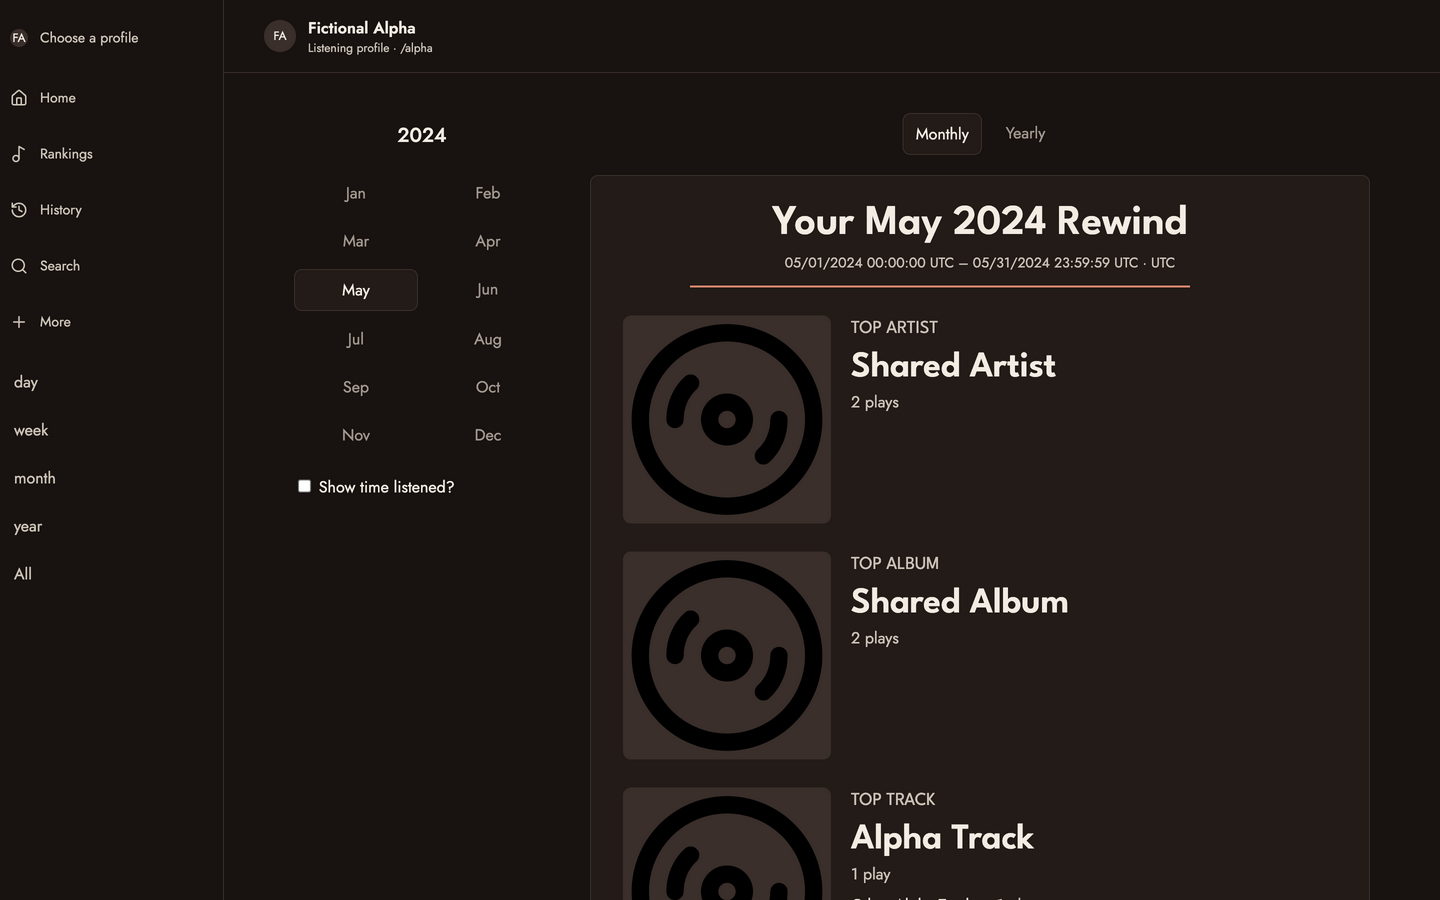 FA Choose a profile
Home
Rankings
History
Search
More
day
week
month
year
All
FA
Fictional Alpha
Listening profile · /alpha
2024
Jan Feb
Mar Apr
May Jun
Jul Aug
Sep Oct
Nov Dec
Show time listened?
Monthly Yearly
Your May 2024 Rewind
05/01/2024 00:00:00 UTC – 05/31/2024 23:59:59 UTC · UTC
TOP ARTIST
Shared Artist
2 plays
TOP ALBUM
Shared Album
2 plays
TOP TRACK
Alpha Track
1 play